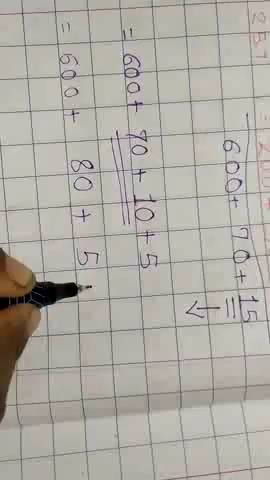 600+ 70+ 15
= 600+ 70 + 10 + 5
= 600+ 80 + 5